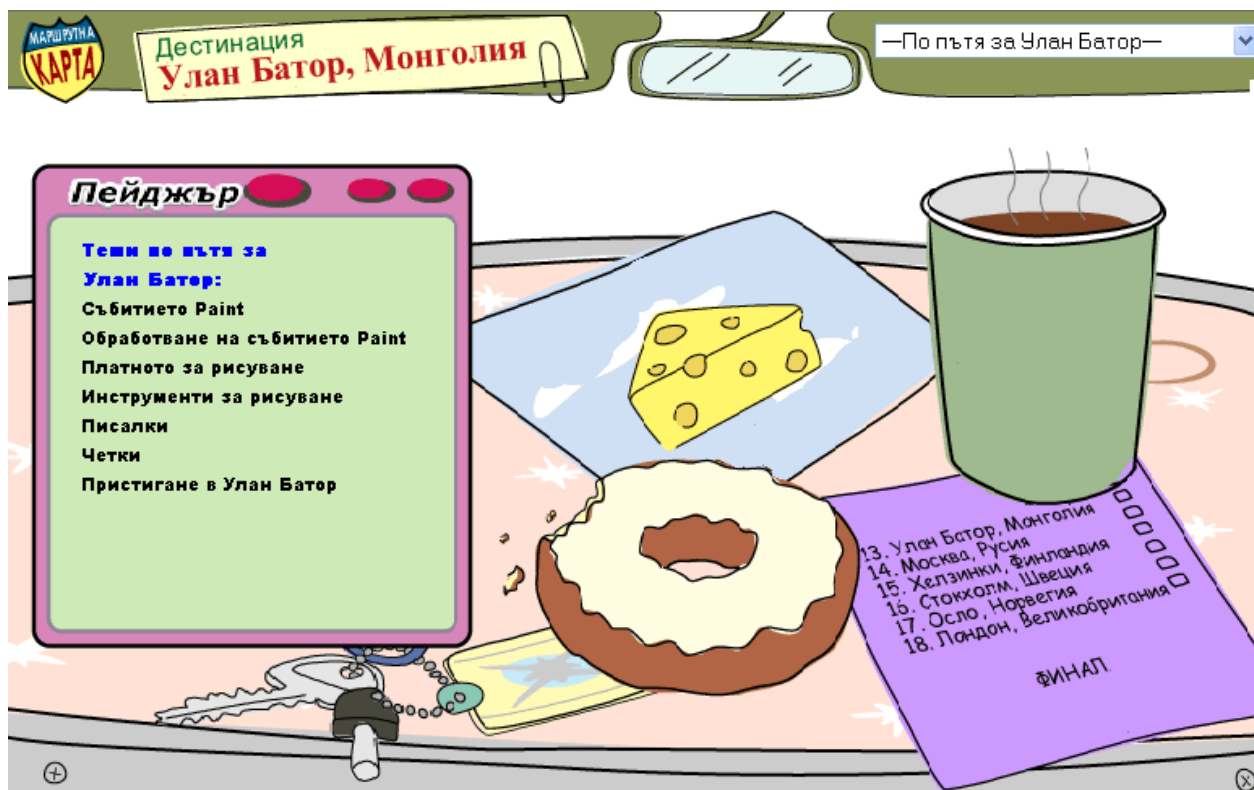 МАРШРУТНА
КАРТА
Дестинация
Улан Батор, Монголия
—По пътя за Улан Батор—
Пейджър
Теми по пътя за
Улан Батор:
Събитието Paint
Обработване на събитието Paint
Платното за рисуване
Инструменти за рисуване
Писалки
Четки
Пристигане в Улан Батор
13. Улан Батор, Монголия
14. Москва, Русия
15. Хелзинки, Финландия
16. Стокхолм, Швеция
17. Осло, Норвегия
18. Лондон, Великобритания
ФИНАЛ